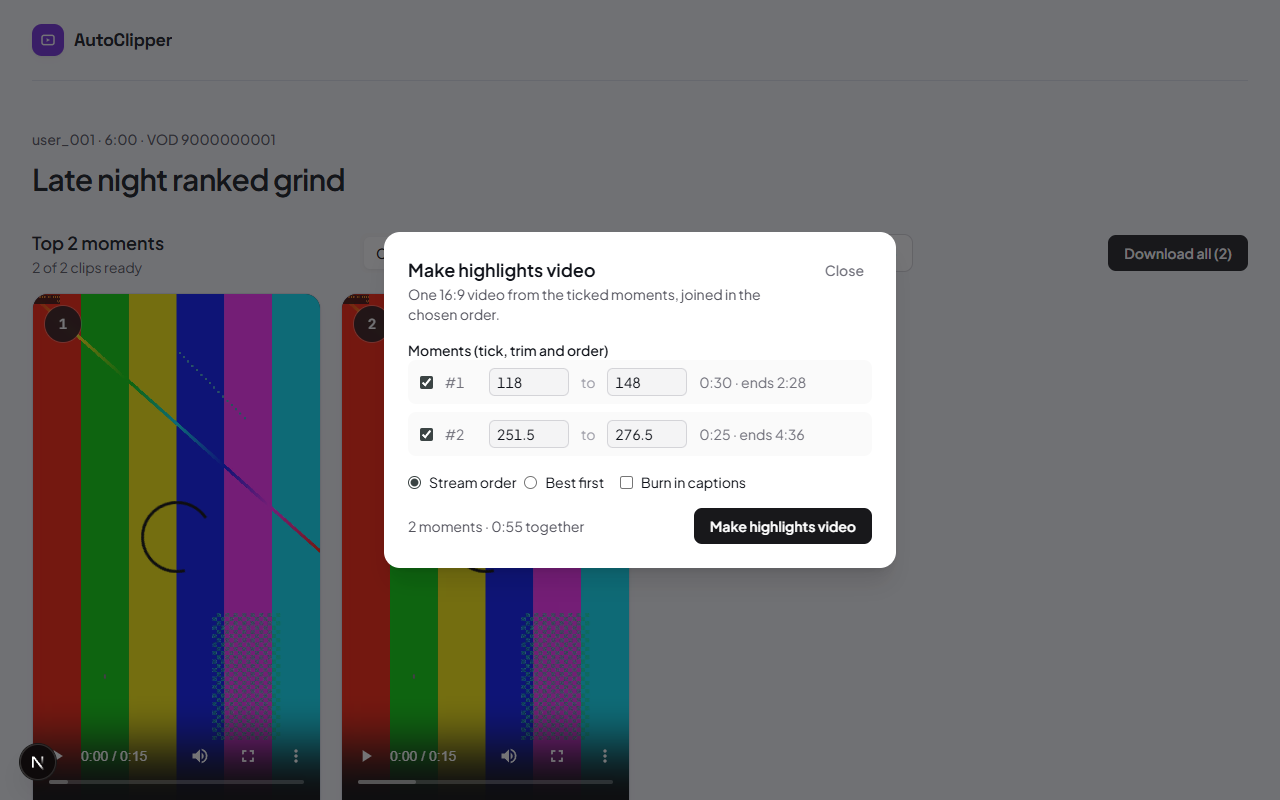 AutoClipper
user_001 · 6:00 · VOD 9000000001
Late night ranked grind
Top 2 moments
2 of 2 clips ready
Download all (2)
1
2
Make highlights video
Close
One 16:9 video from the ticked moments, joined in the
chosen order.
Moments (tick, trim and order)
#1 118 to 148 0:30 · ends 2:28
#2 251.5 to 276.5 0:25 · ends 4:36
Stream order Best first Burn in captions
2 moments · 0:55 together
Make highlights video
N
0:00 / 0:15
0:00 / 0:15